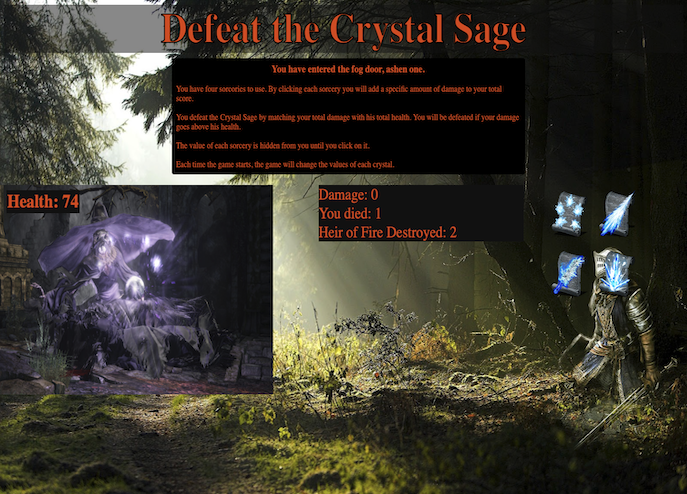 Defeat the Crystal Sage
You have entered the fog door, ashen one.
You have four sorcories to use. By clicking each sorcery you will add a specific amount of damage to your total
score.
You defeat the Crystal Sage by matching your total damage with his total health. You will be defeated if your damage
goes above his health.
The value of each sorcery is hidden from you until you click on it.
Each time the game starts, the game will change the values of each crystal.
Health: 74
Damage: 0
You died: 1
Heir of Fire Destroyed: 2